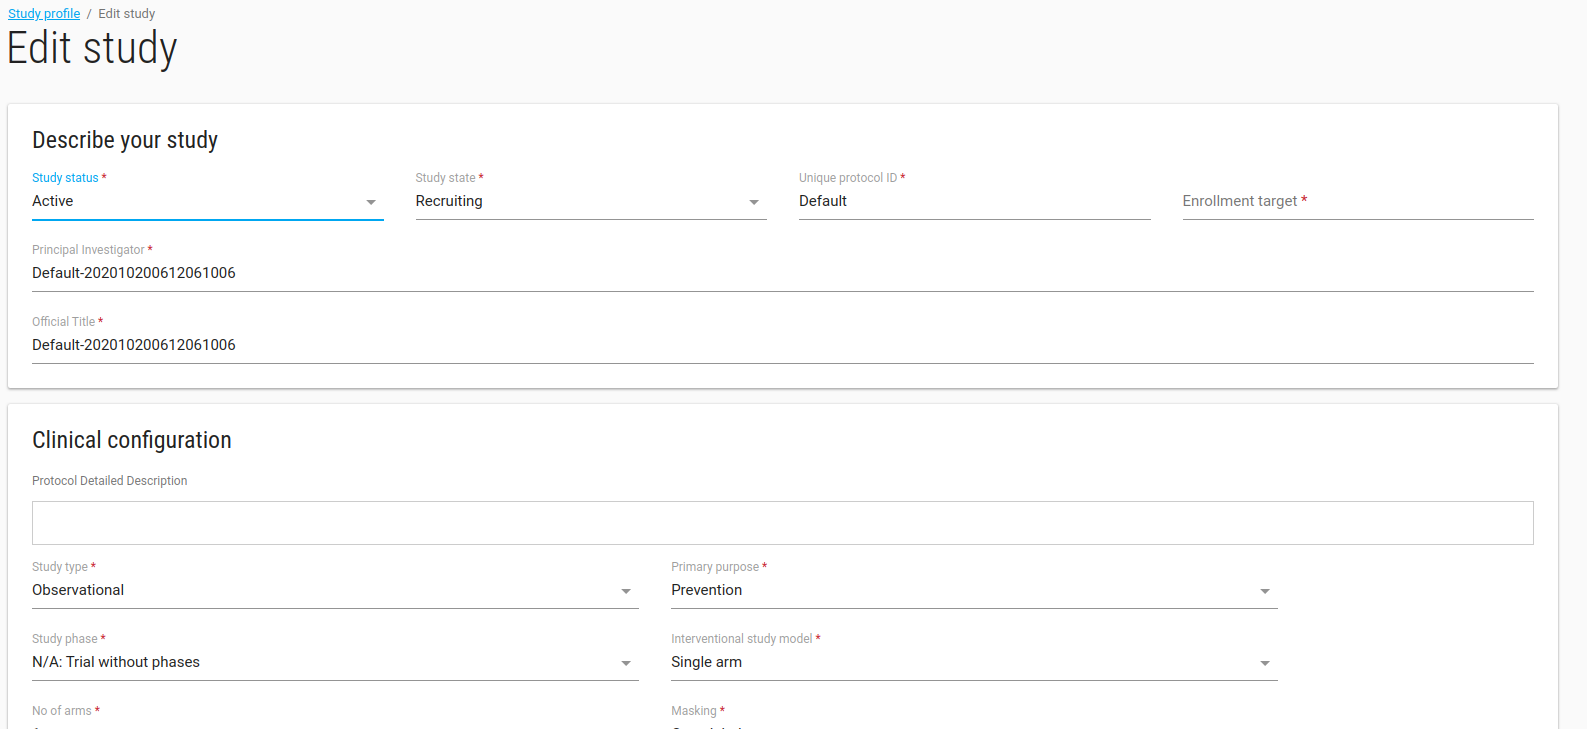 Study profile / Edit study
Edit study
Describe your study
Study status *
Active
Study state *
Recruiting
Unique protocol ID *
Default
Enrollment target *
Principal Investigator *
Default-202010200612061006
Official Title *
Default-202010200612061006
Clinical configuration
Protocol Detailed Description
Study type *
Observational
Primary purpose *
Prevention
Study phase *
N/A: Trial without phases
Interventional study model *
Single arm
No of arms *
Masking *